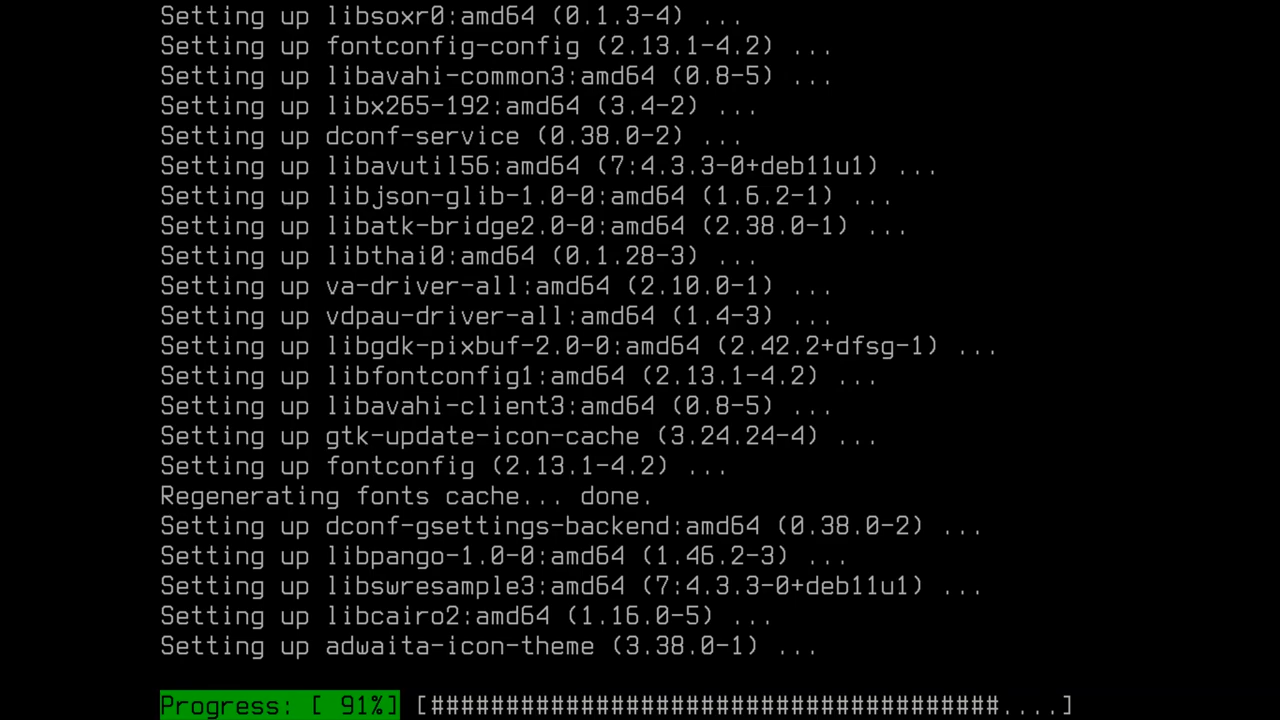 Setting up libsoxr0:amd64 (0.1.3-4) ...
Setting up fontconfig-config (2.13.1-4.2) ...
Setting up libavahi-common3:amd64 (0.8-5) ...
Setting up libx265-192:amd64 (3.4-2) ...
Setting up dconf-service (0.38.0-2) ...
Setting up libavutil56:amd64 (7:4.3.3-0+deb11u1) ...
Setting up libjson-glib-1.0-0:amd64 (1.6.2-1) ...
Setting up libatk-bridge2.0-0:amd64 (2.38.0-1) ...
Setting up libthai0:amd64 (0.1.28-3) ...
Setting up va-driver-all:amd64 (2.10.0-1) ...
Setting up vdpau-driver-all:amd64 (1.4-3) ...
Setting up libgdk-pixbuf-2.0-0:amd64 (2.42.2+dfsg-1) ...
Setting up libfontconfig1:amd64 (2.13.1-4.2) ...
Setting up libavahi-client3:amd64 (0.8-5) ...
Setting up gtk-update-icon-cache (3.24.24-4) ...
Setting up fontconfig (2.13.1-4.2) ...
Regenerating fonts cache... done.
Setting up dconf-gsettings-backend:amd64 (0.38.0-2) ...
Setting up libpango-1.0-0:amd64 (1.46.2-3) ...
Setting up libswresample3:amd64 (7:4.3.3-0+deb11u1) ...
Setting up libcairo2:amd64 (1.16.0-5) ...
Setting up adwaita-icon-theme (3.38.0-1) ...
Progress: [ 91%] [######################################....]